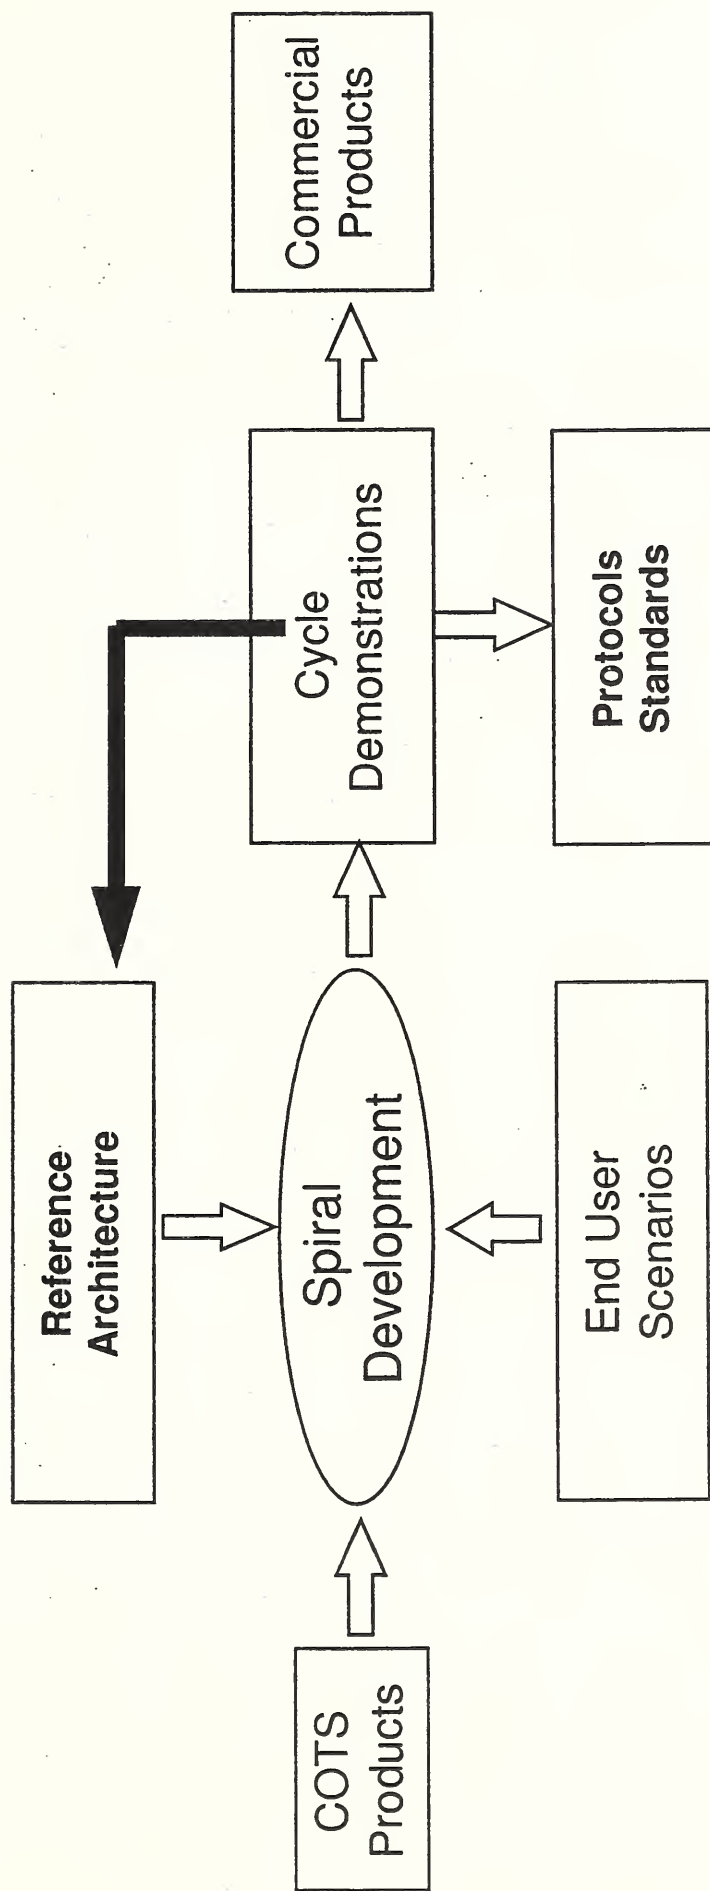 Reference
Architecture
COTS
Products
Spiral
Development
Cycle
Demonstrations
Commercial
Products
End User
Scenarios
Protocols
Standards